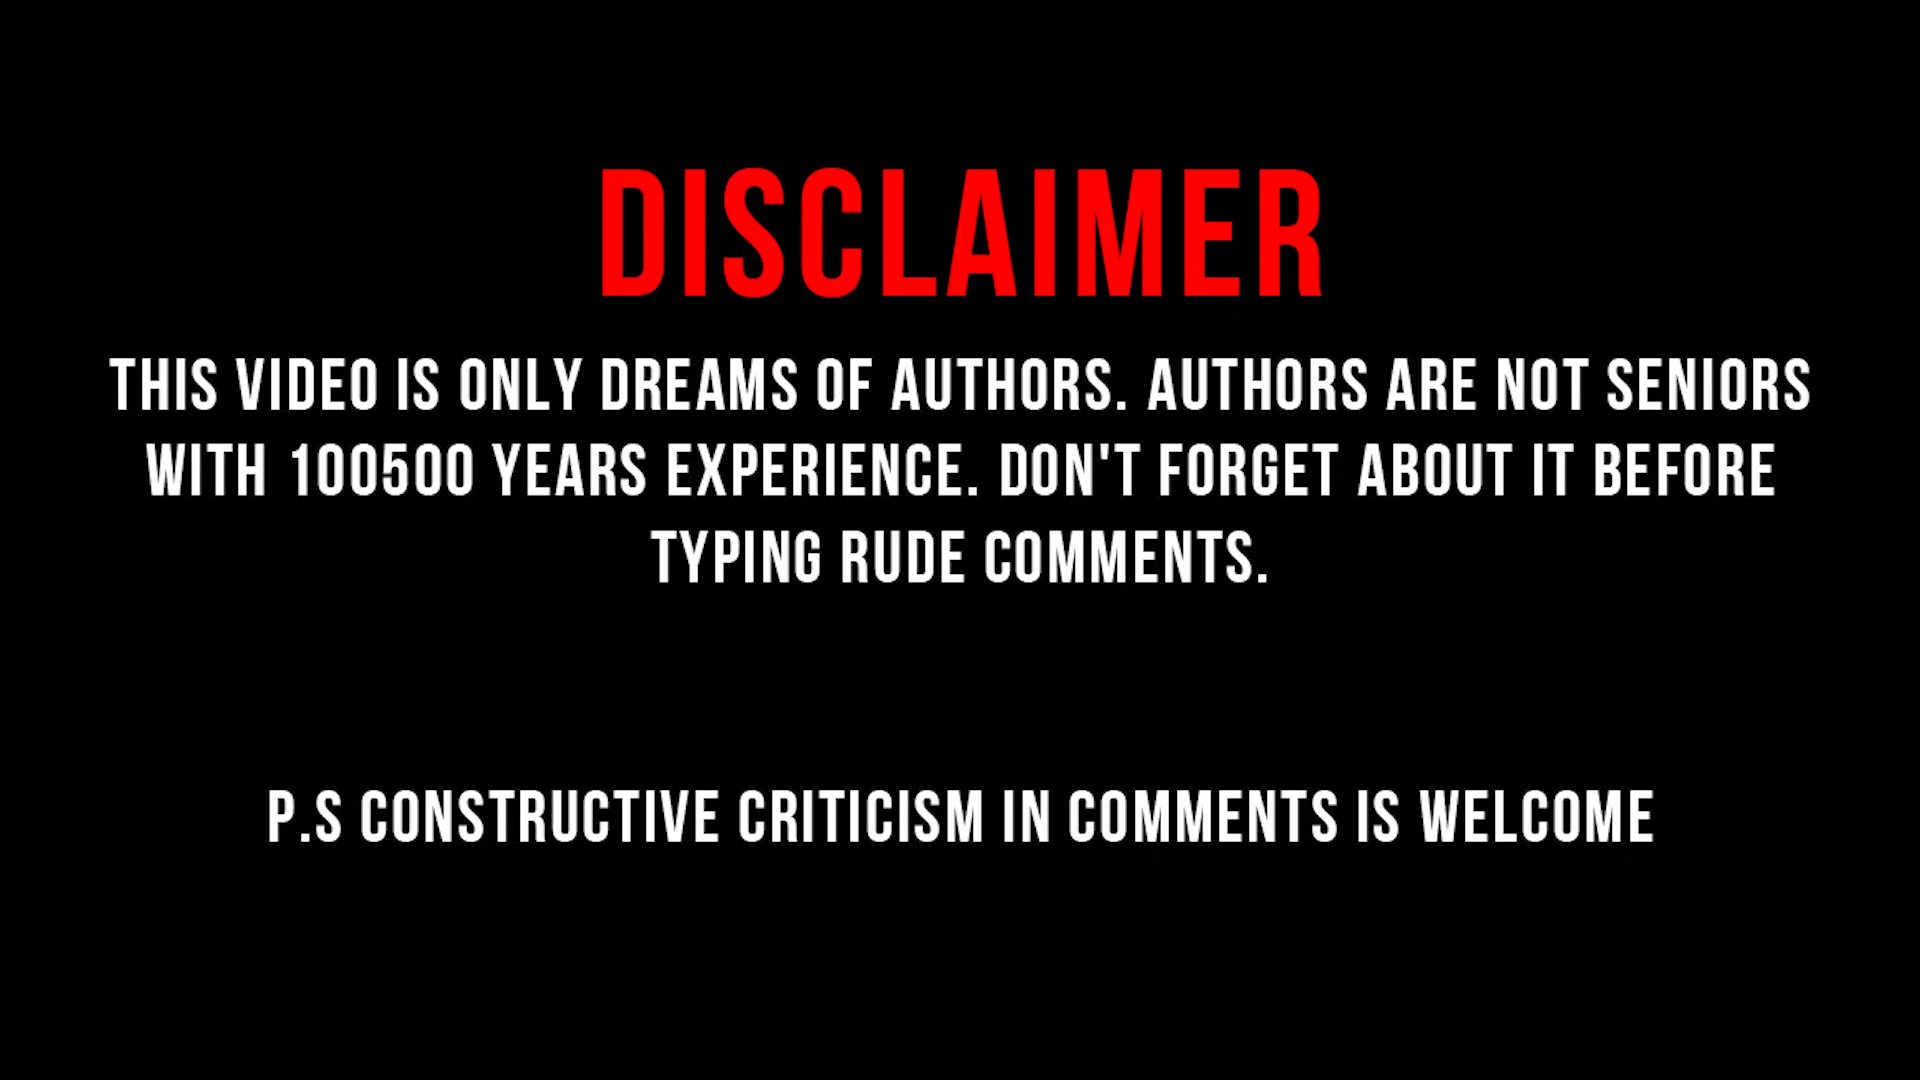 DISCLAIMER
THIS VIDEO IS ONLY DREAMS OF AUTHORS. AUTHORS ARE NOT SENIORS
WITH 100500 YEARS EXPERIENCE. DON'T FORGET ABOUT IT BEFORE
TYPING RUDE COMMENTS.
P.S CONSTRUCTIVE CRITICISM IN COMMENTS IS WELCOME